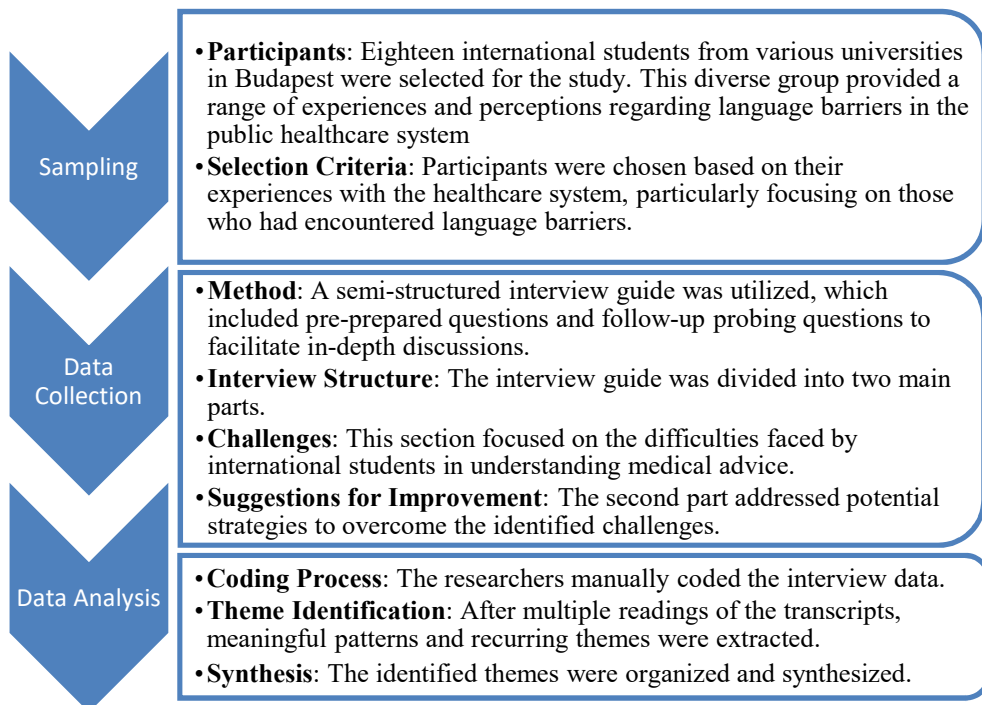 Sampling
•Participants: Eighteen international students from various universities
in Budapest were selected for the study. This diverse group provided a
range of experiences and perceptions regarding language barriers in the
public healthcare system
•Selection Criteria: Participants were chosen based on their
experiences with the healthcare system, particularly focusing on those
who had encountered language barriers.
Data
Collection
•Method: A semi-structured interview guide was utilized, which
included pre-prepared questions and follow-up probing questions to
facilitate in-depth discussions.
•Interview Structure: The interview guide was divided into two main
parts.
•Challenges: This section focused on the difficulties faced by
international students in understanding medical advice.
•Suggestions for Improvement: The second part addressed potential
strategies to overcome the identified challenges.
Data Analysis
•Coding Process: The researchers manually coded the interview data.
•Theme Identification: After multiple readings of the transcripts,
meaningful patterns and recurring themes were extracted.
•Synthesis: The identified themes were organized and synthesized.